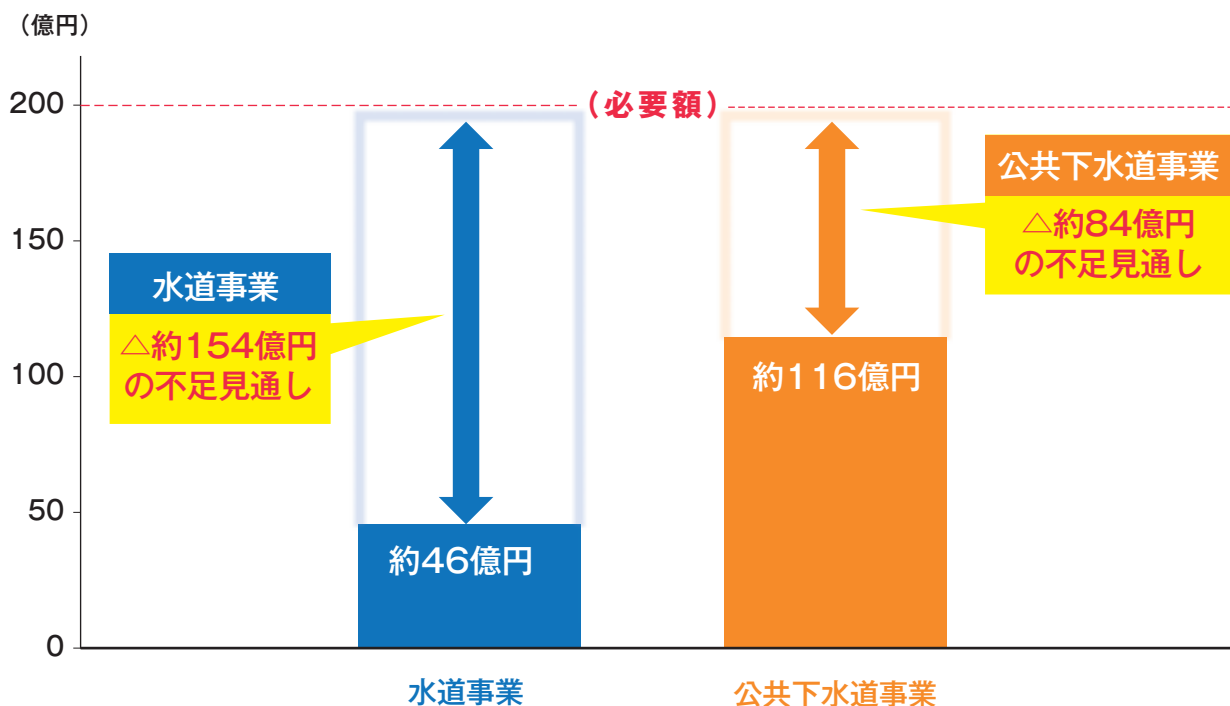 （億円）
200
150
100
50
0
（必要額）
水道事業
△約154億円
の不足見通し
約46億円
公共下水道事業
△約84億円
の不足見通し
約116億円
水道事業
公共下水道事業